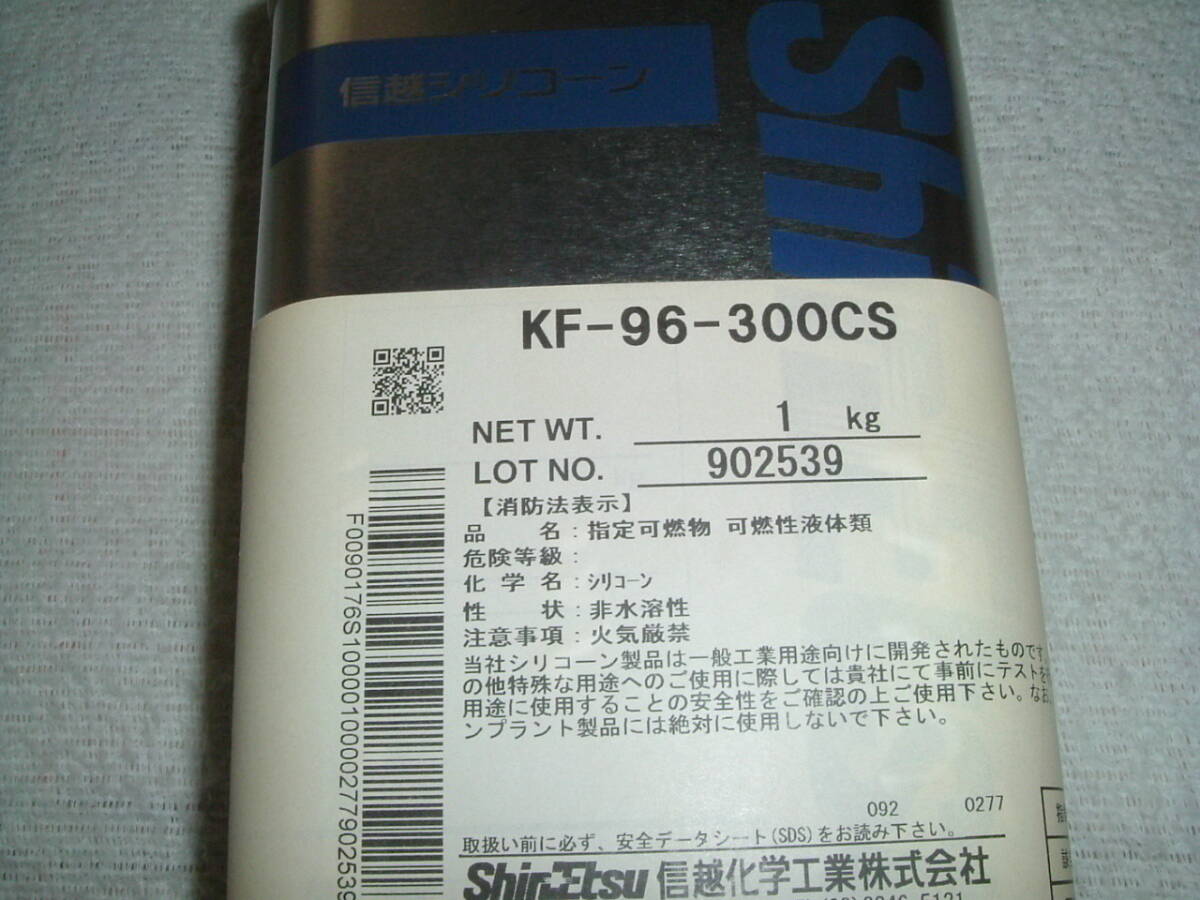 信越シリコーン
Shi
KF-96-300CS
NET WT. 1 kg
LOT NO. 902539
【消防法表示】
品 名：指定可燃物 可燃性液体類
危険等級：
化 学 名：ｼﾘｺｰﾝ
性 状：非水溶性
注意事項：火気厳禁
当社シリコーン製品は一般工業用途向けに開発されたものです
の他特殊な用途へのご使用に際しては貴社にて事前にテストを
用途に使用することの安全性をご確認の上ご使用下さい。なお、
ンプラント製品には絶対に使用しないで下さい。
092 0277
取扱い前に必ず、安全データシート(SDS)をお読み下さい。
ShinEtsu 信越化学工業株式会社
F0090176S1000001000027790253​9